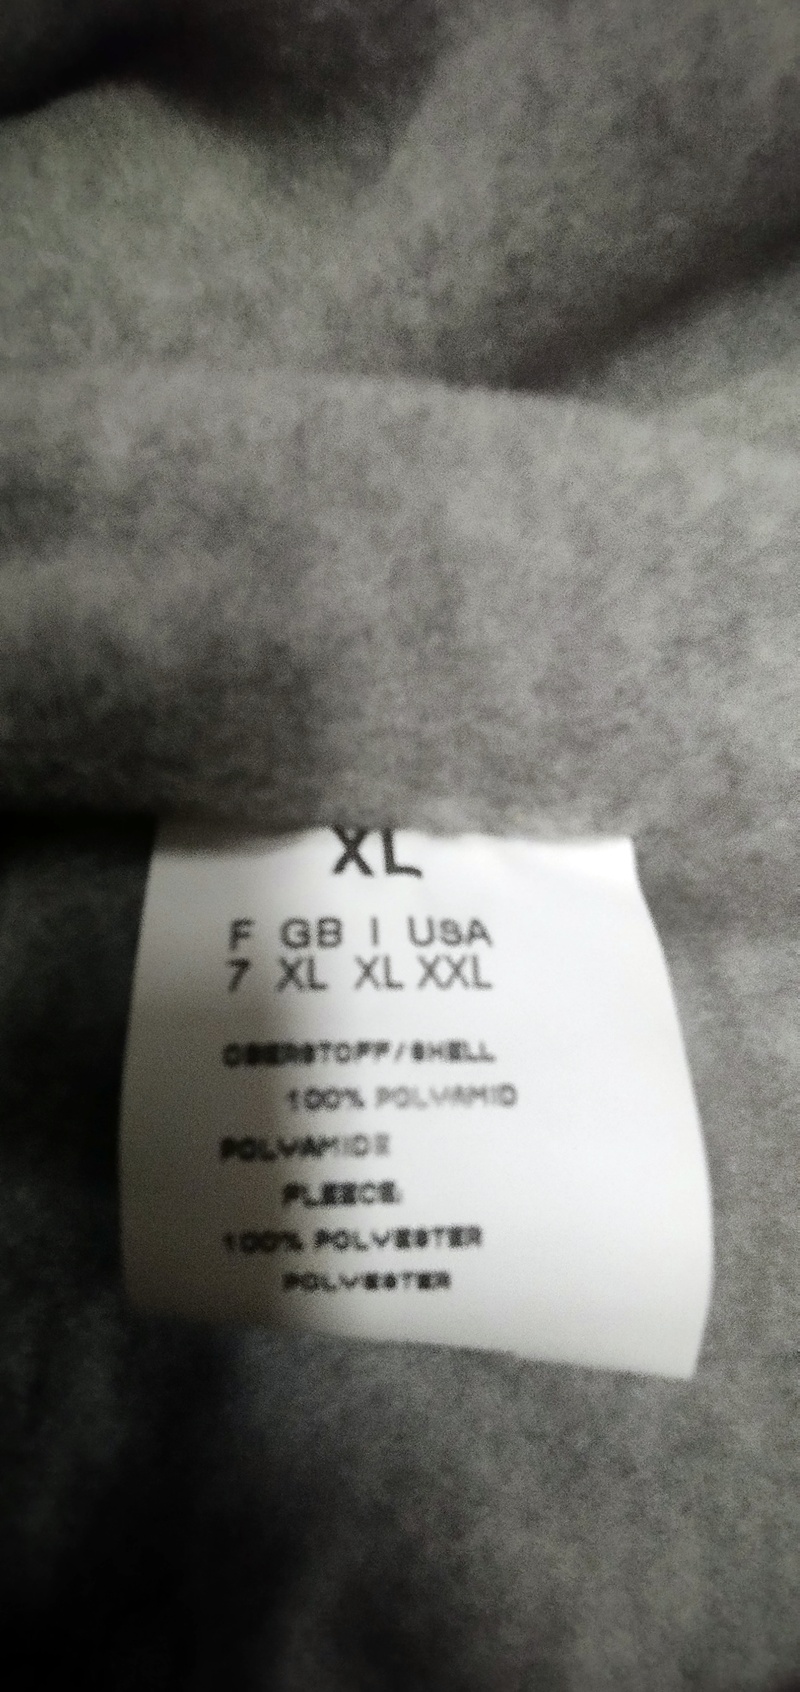 XL
F GB I USA
7 XL XL XXL
OBERSTOFF/SHELL
100% POLYAMID
POLYAMIDE
FLEECE:
100% POLYESTER
POLYESTER